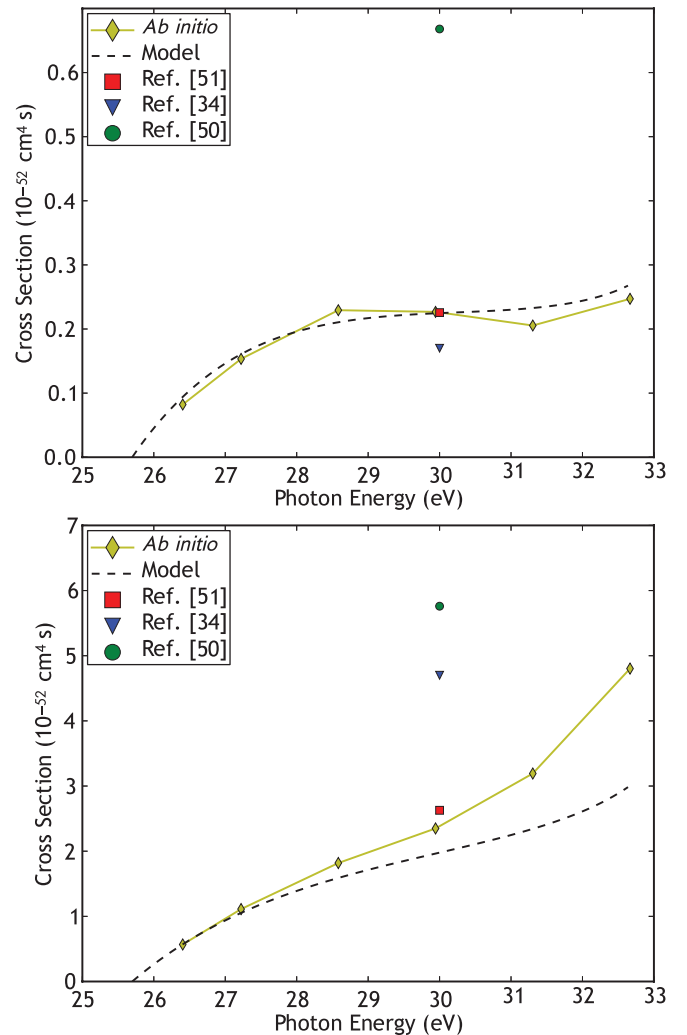 Ab initio
Model
Ref. [51]
Ref. [34]
Ref. [50]
Cross Section (10⁻⁵² cm⁴ s)
0.6
0.5
0.4
0.3
0.2
0.1
0.0
25 26 27 28 29 30 31 32 33
Photon Energy (eV)
Ab initio
Model
Ref. [51]
Ref. [34]
Ref. [50]
Cross Section (10⁻⁵² cm⁴ s)
7
6
5
4
3
2
1
0
25 26 27 28 29 30 31 32 33
Photon Energy (eV)